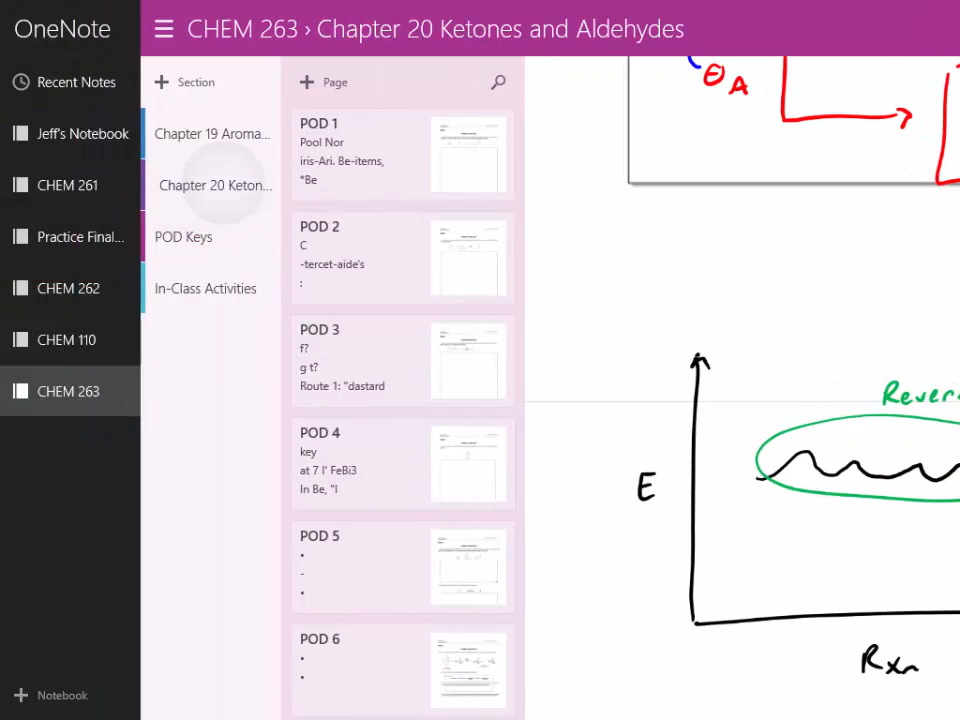 OneNote
CHEM 263 › Chapter 20 Ketones and Aldehydes
Recent Notes
Jeff's Notebook
CHEM 261
Practice Final...
CHEM 262
CHEM 110
CHEM 263
Notebook
Section
Chapter 19 Aroma...
Chapter 20 Keton...
POD Keys
In-Class Activities
Page
POD 1
Pool Nor
iris-Ari. Be-items,
*Be
POD 2
C
-tercet-aide's
:
POD 3
f?
g t?
Route 1: "dastard
POD 4
key
at 7 l' FeBi3
In Be, "I
POD 5
-
POD 6
A
Rever
E
Rxn